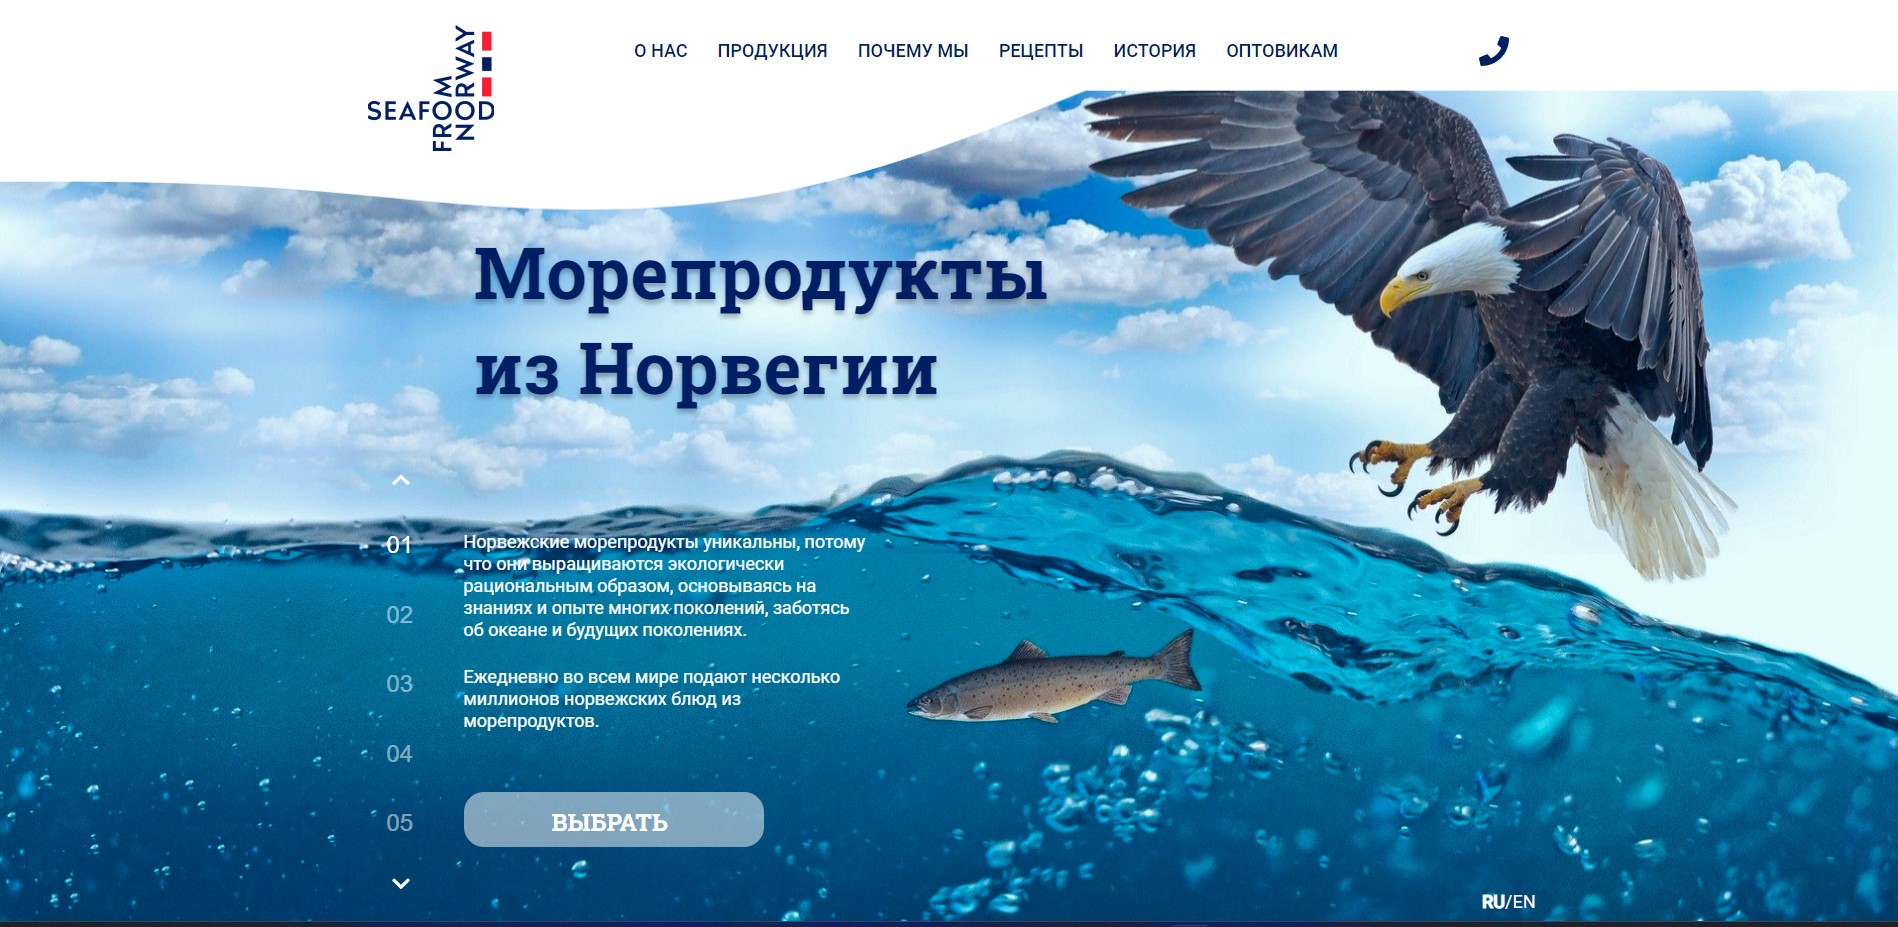 SEAFOOD
FROM
NORWAY
О НАС ПРОДУКЦИЯ ПОЧЕМУ МЫ РЕЦЕПТЫ ИСТОРИЯ ОПТОВИКАМ
Морепродукты
из Норвегии
01
02
03
04
05
Норвежские морепродукты уникальны, потому
что они выращиваются экологически
рациональным образом, основываясь на
знаниях и опыте многих поколений, заботясь
об океане и будущих поколениях.
Ежедневно во всем мире подают несколько
миллионов норвежских блюд из
морепродуктов.
ВЫБРАТЬ
RU/EN